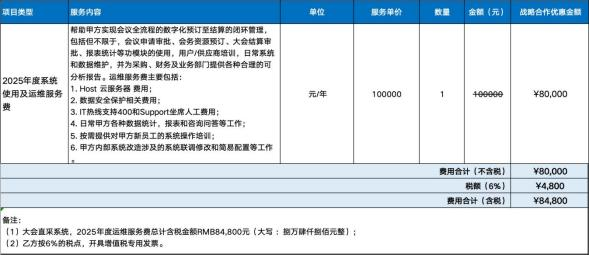 项目类型 服务内容 单位 服务单价 数量 金额（元） 战略合作优惠金额
2025年度系统使用及运维服务费
帮助甲方实现会议全流程的数字化预订至结算的闭环管理，
包括但不限于，会议申请审批、会务资源预订、大会结算审
批、报表统计等功模块的使用，用户/供应商培训，日常系统
和数据维护，并为采购、财务及业务部门提供各种合理的可
分析报告。运维服务费主要包括：
1. Host 云服务器 费用;
2. 数据安全保护相关费用；
3. IT热线支持400和Support坐席人工费用；
4. 日常甲方各种数据统计，报表和咨询问答等工作；
5. 按需提供对甲方新员工的系统操作培训；
6. 甲方内部系统改造涉及的系统联调修改和简易配置等工作
。
元/年 100000 1 100000 ¥80,000
费用合计（不含税） ¥80,000
税额（6%） ¥4,800
费用合计（含税） ¥84,800
备注：
（1）大会直采系统，2025年度运维服务费总计含税金额RMB84,800元（大写：捌万肆仟捌佰元整）；
（2）乙方按6%的税点，开具增值税专用发票。